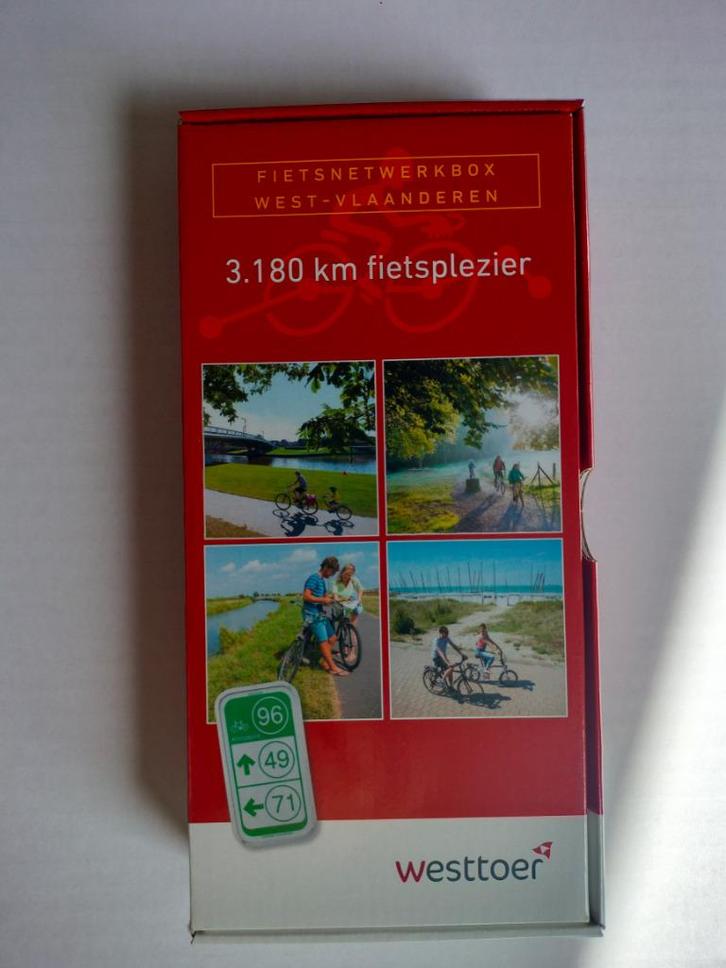 FIETSNETWERKBOX
WEST-VLAANDEREN
3.180 km fietsplezier
96
49
71
westtoer